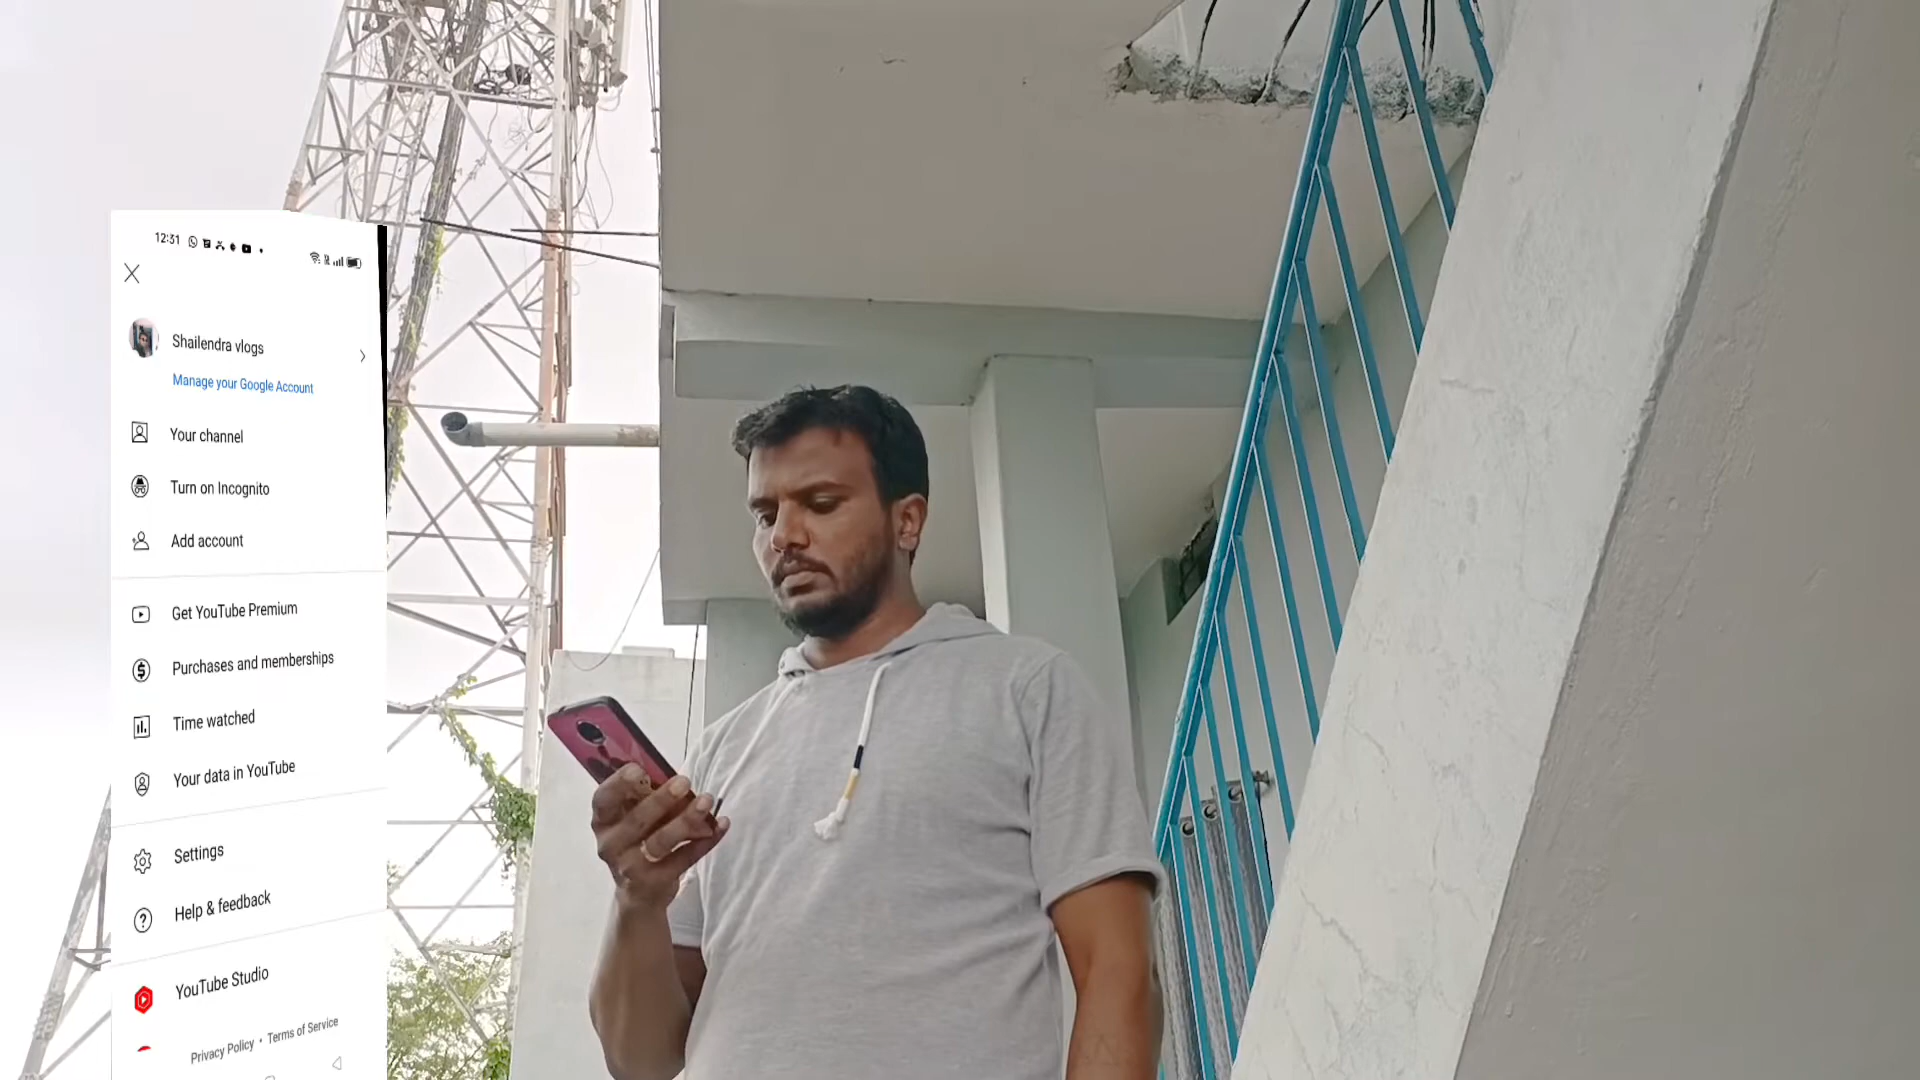 12:31
Shailendra vlogs
Manage your Google Account
Your channel
Turn on Incognito
Add account
Get YouTube Premium
Purchases and memberships
Time watched
Your data in YouTube
Settings
Help & feedback
YouTube Studio
Privacy Policy • Terms of Service